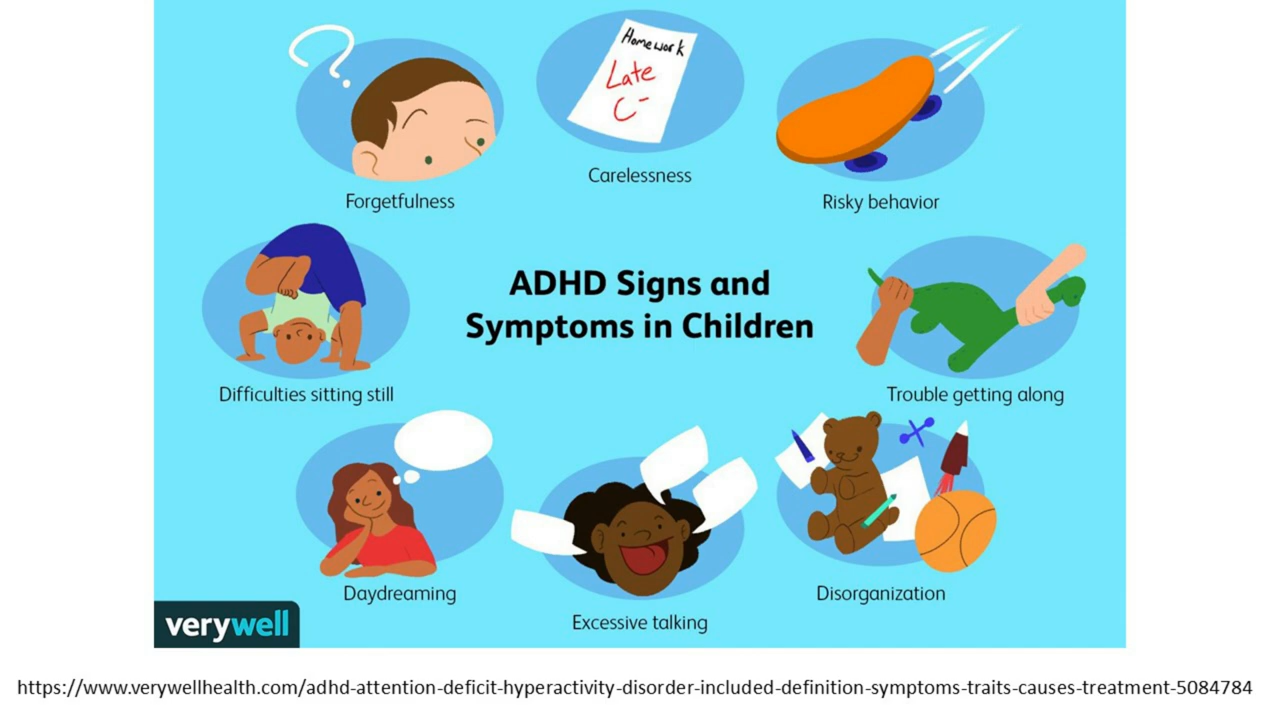 Homework
Late
C-
Forgetfulness
Carelessness
Risky behavior
ADHD Signs and
Symptoms in Children
Difficulties sitting still
Trouble getting along
Daydreaming
Excessive talking
Disorganization
verywell
https://www.verywellhealth.com/adhd-attention-deficit-hyperactivity-disorder-included-definition-symptoms-traits-causes-treatment-5084784